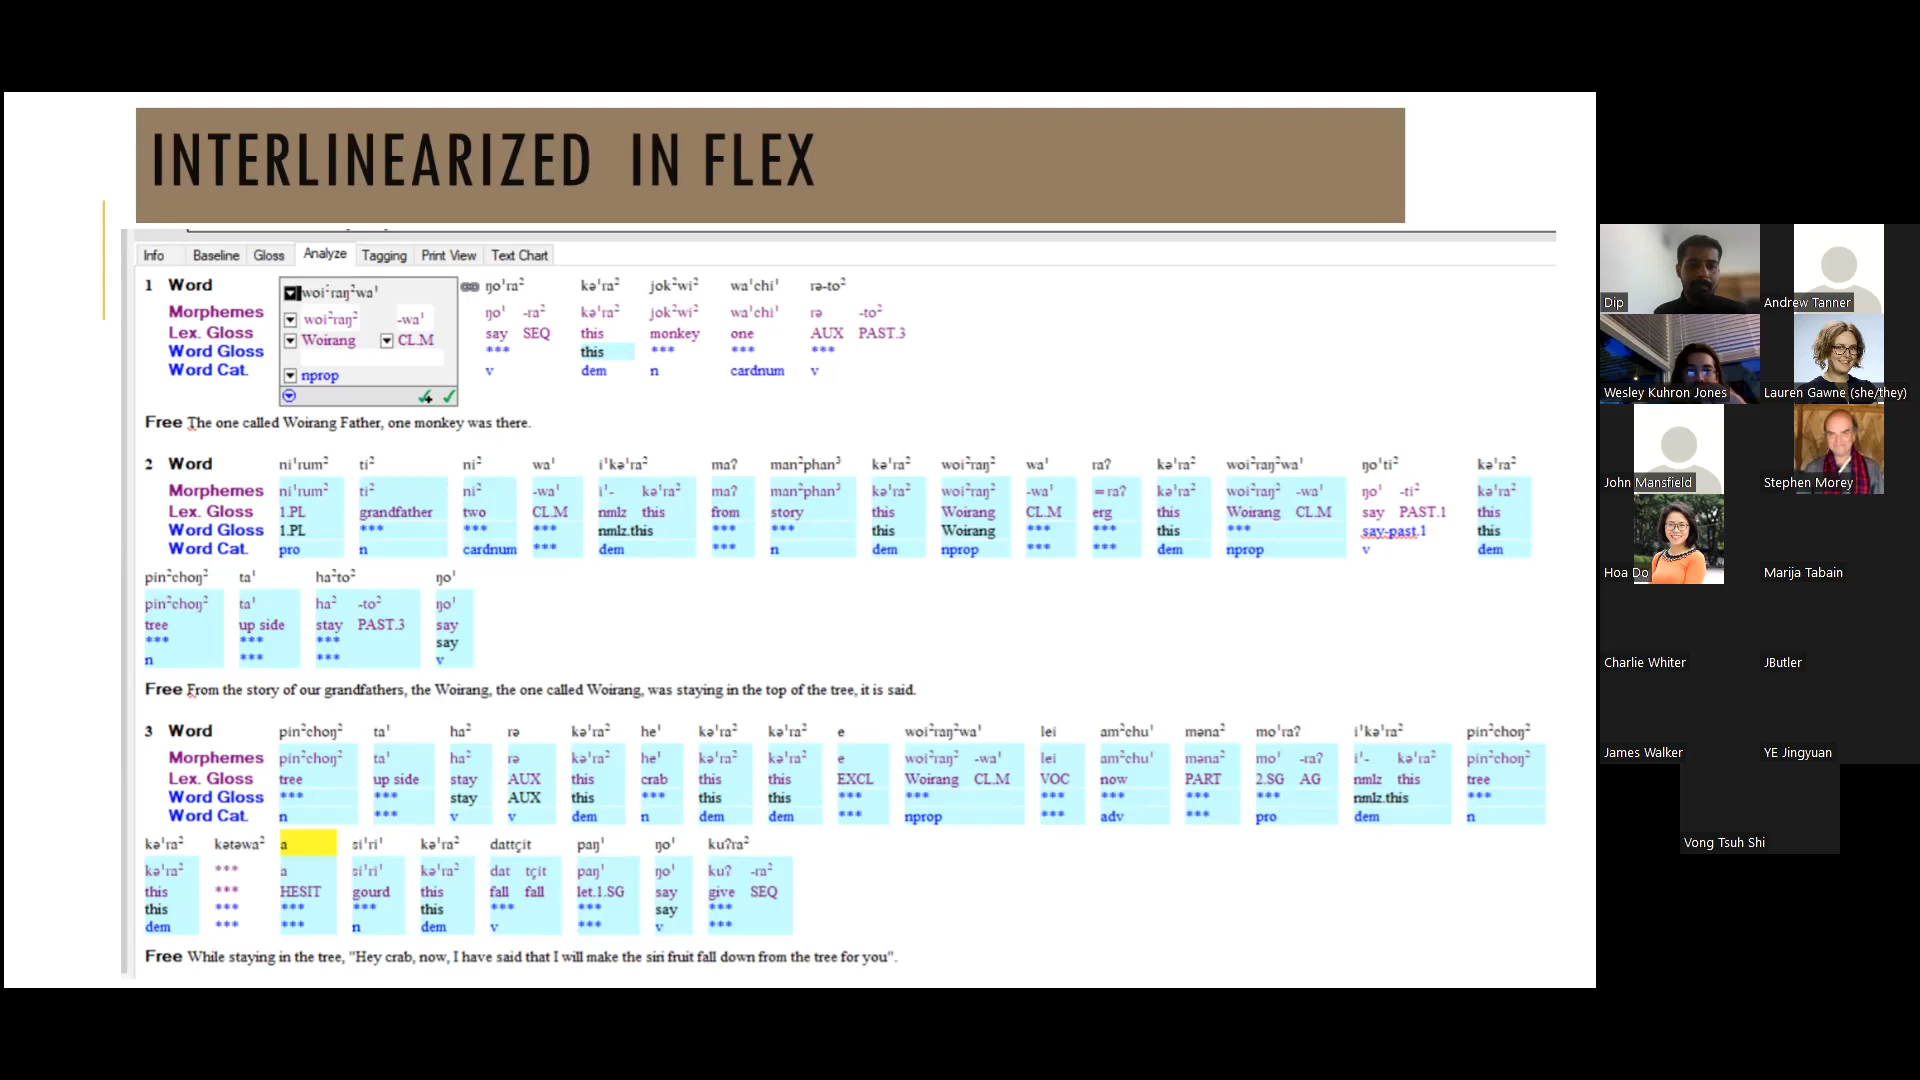 INTERLINEARIZED IN FLEX
Info Baseline Gloss Analyze Tagging Print View Text Chart
1 Word woi²raŋ²wa¹ ŋo¹ra² kə¹ra² jok²wi² wa¹chi¹ rə-to²
Morphemes woi²raŋ² -wa¹ ŋo¹ -ra² kə¹ra² jok²wi² wa¹chi¹ rə -to²
Lex. Gloss Woirang CL.M say SEQ this monkey one AUX PAST.3
Word Gloss *** this *** *** ***
Word Cat. nprop v dem n cardnum v
Free The one called Woirang Father, one monkey was there.
2 Word ni¹rum² ti² ni² wa¹ i¹kə¹ra² maʔ man²phan³ kə¹ra² woi²raŋ² wa¹ raʔ kə¹ra² woi²raŋ²wa¹ ŋo¹ti² kə¹ra²
Morphemes ni¹rum² ti² ni² -wa¹ i¹- kə¹ra² maʔ man²phan³ kə¹ra² woi²raŋ² -wa¹ =raʔ kə¹ra² woi²raŋ² -wa¹ ŋo¹ -ti² kə¹ra²
Lex. Gloss 1.PL grandfather two CL.M nmlz this from story this Woirang CL.M erg this Woirang CL.M say PAST.1 this
Word Gloss 1.PL *** *** *** nmlz.this *** *** this Woirang *** *** this *** say-past.1 this
Word Cat. pro n cardnum *** dem *** n dem nprop *** *** dem nprop v dem
pin²choŋ² ta¹ ha²to² ŋo¹
pin²choŋ² ta¹ ha² -to² ŋo¹
tree up side stay PAST.3 say
*** *** *** say
n *** *** v
Free From the story of our grandfathers, the Woirang, the one called Woirang, was staying in the top of the tree, it is said.
3 Word pin²choŋ² ta¹ ha² rə kə¹ra² he¹ kə¹ra² kə¹ra² e woi²raŋ²wa¹ lei am²chu¹ məna² mo¹raʔ i¹kə¹ra² pin²choŋ²
Morphemes pin²choŋ² ta¹ ha² rə kə¹ra² he¹ kə¹ra² kə¹ra² e woi²raŋ² -wa¹ lei am²chu¹ məna² mo¹ -raʔ i¹- kə¹ra² pin²choŋ²
Lex. Gloss tree up side stay AUX this crab this this EXCL Woirang CL.M VOC now PART 2.SG AG nmlz this tree
Word Gloss *** *** stay AUX this *** this this *** *** *** *** *** *** nmlz.this ***
Word Cat. n *** v v dem n dem dem *** nprop *** adv *** pro dem n
kə¹ra² kətəwa² a si¹ri¹ kə¹ra² dattçit paŋ¹ ŋo¹ kuʔra²
kə¹ra² *** a si¹ri¹ kə¹ra² dat tçit paŋ¹ ŋo¹ kuʔ -ra²
this *** HESIT gourd this fall fall let.1.SG say give SEQ
this *** *** *** this *** *** say ***
dem *** *** n dem v *** v ***
Free While staying in the tree, "Hey crab, now, I have said that I will make the siri fruit fall down from the tree for you".
Dip
Andrew Tanner
Wesley Kuhron Jones
Lauren Gawne (she/they)
John Mansfield
Stephen Morey
Hoa Do
Marija Tabain
Charlie Whiter
JButler
James Walker
YE Jingyuan
Vong Tsuh Shi